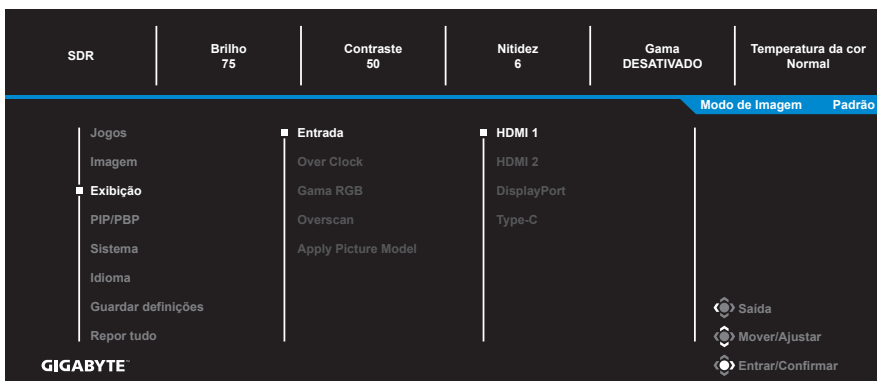 SDR
Brilho
75
Contraste
50
Nitidez
6
Gama
DESATIVADO
Temperatura da cor
Normal
Modo de Imagem Padrão
Jogos
Imagem
Exibição
PIP/PBP
Sistema
Idioma
Guardar definições
Repor tudo
Entrada
Over Clock
Gama RGB
Overscan
Apply Picture Model
HDMI 1
HDMI 2
DisplayPort
Type-C
Saída
Mover/Ajustar
Entrar/Confirmar
GIGABYTE™